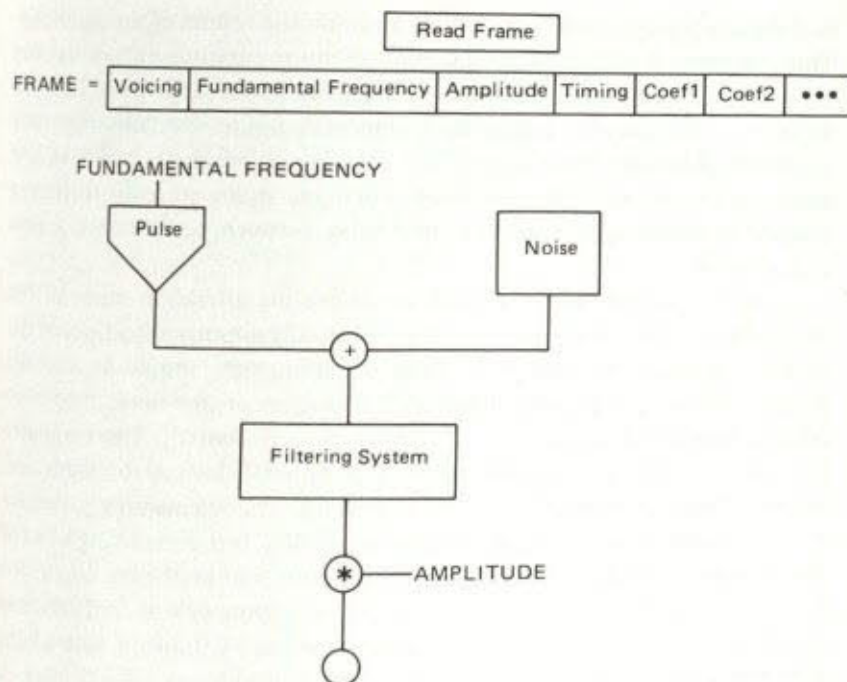 Read Frame
FRAME = Voicing Fundamental Frequency Amplitude Timing Coef1 Coef2 •••
FUNDAMENTAL FREQUENCY
Pulse
Noise
+
Filtering System
* AMPLITUDE